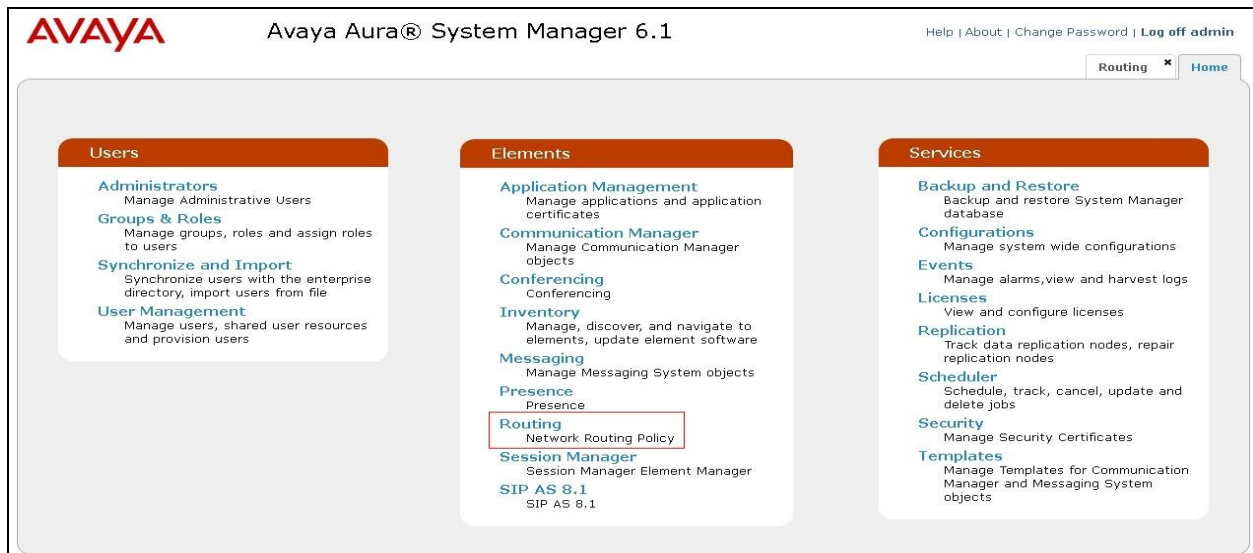 AVAYA
Avaya Aura® System Manager 6.1
Help | About | Change Password | Log off admin
Routing ×
Home
Users
Administrators
Manage Administrative Users
Groups & Roles
Manage groups, roles and assign roles
to users
Synchronize and Import
Synchronize users with the enterprise
directory, import users from file
User Management
Manage users, shared user resources
and provision users
Elements
Application Management
Manage applications and application
certificates
Communication Manager
Manage Communication Manager
objects
Conferencing
Conferencing
Inventory
Manage, discover, and navigate to
elements, update element software
Messaging
Manage Messaging System objects
Presence
Presence
Routing
Network Routing Policy
Session Manager
Session Manager Element Manager
SIP AS 8.1
SIP AS 8.1
Services
Backup and Restore
Backup and restore System Manager
database
Configurations
Manage system wide configurations
Events
Manage alarms,view and harvest logs
Licenses
View and configure licenses
Replication
Track data replication nodes, repair
replication nodes
Scheduler
Schedule, track, cancel, update and
delete jobs
Security
Manage Security Certificates
Templates
Manage Templates for Communication
Manager and Messaging System
objects